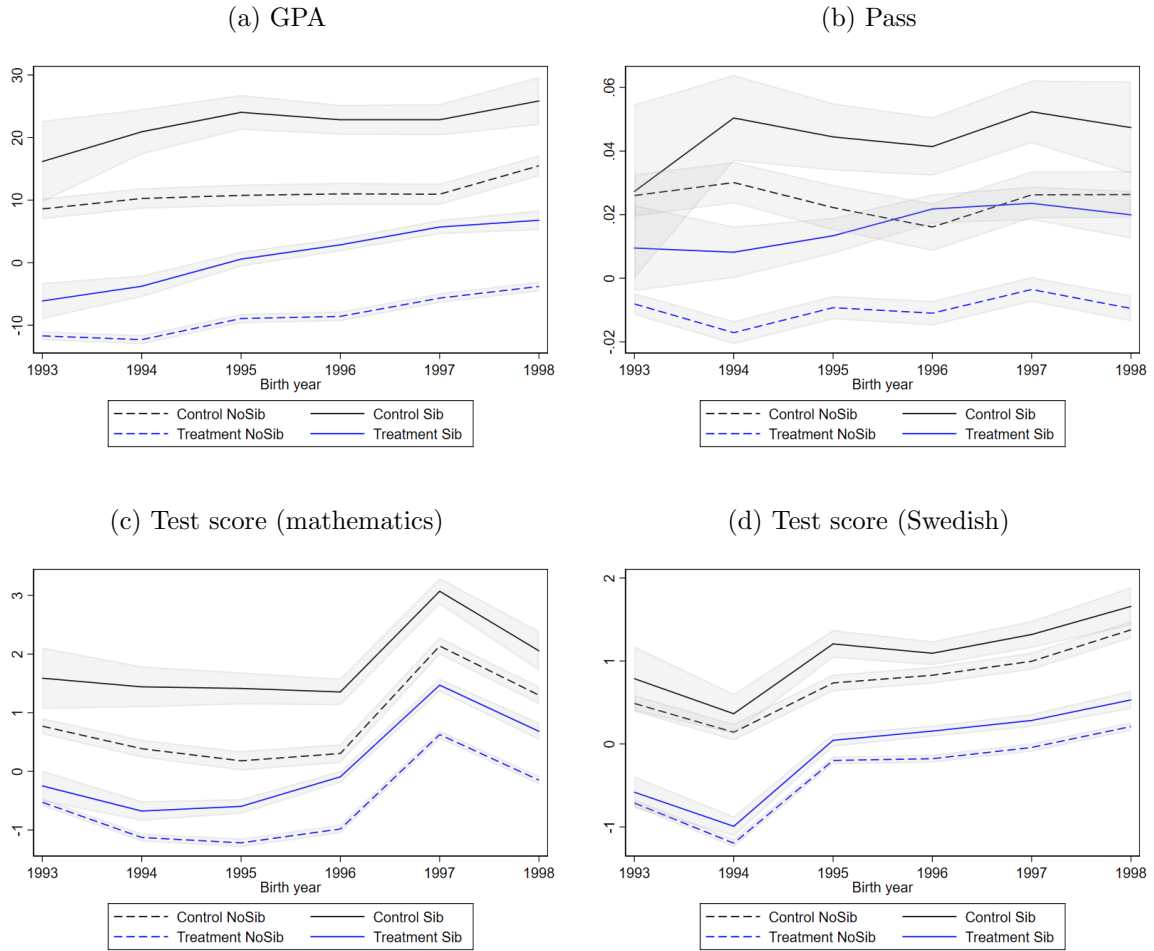 (a) GPA
30
20
10
0
-10
1993 1994 1995 1996 1997 1998
Birth year
Control NoSib Control Sib
Treatment NoSib Treatment Sib
(b) Pass
.06
.04
.02
0
-.02
1993 1994 1995 1996 1997 1998
Birth year
Control NoSib Control Sib
Treatment NoSib Treatment Sib
(c) Test score (mathematics)
3
2
1
0
-1
1993 1994 1995 1996 1997 1998
Birth year
Control NoSib Control Sib
Treatment NoSib Treatment Sib
(d) Test score (Swedish)
2
1
0
-1
1993 1994 1995 1996 1997 1998
Birth year
Control NoSib Control Sib
Treatment NoSib Treatment Sib